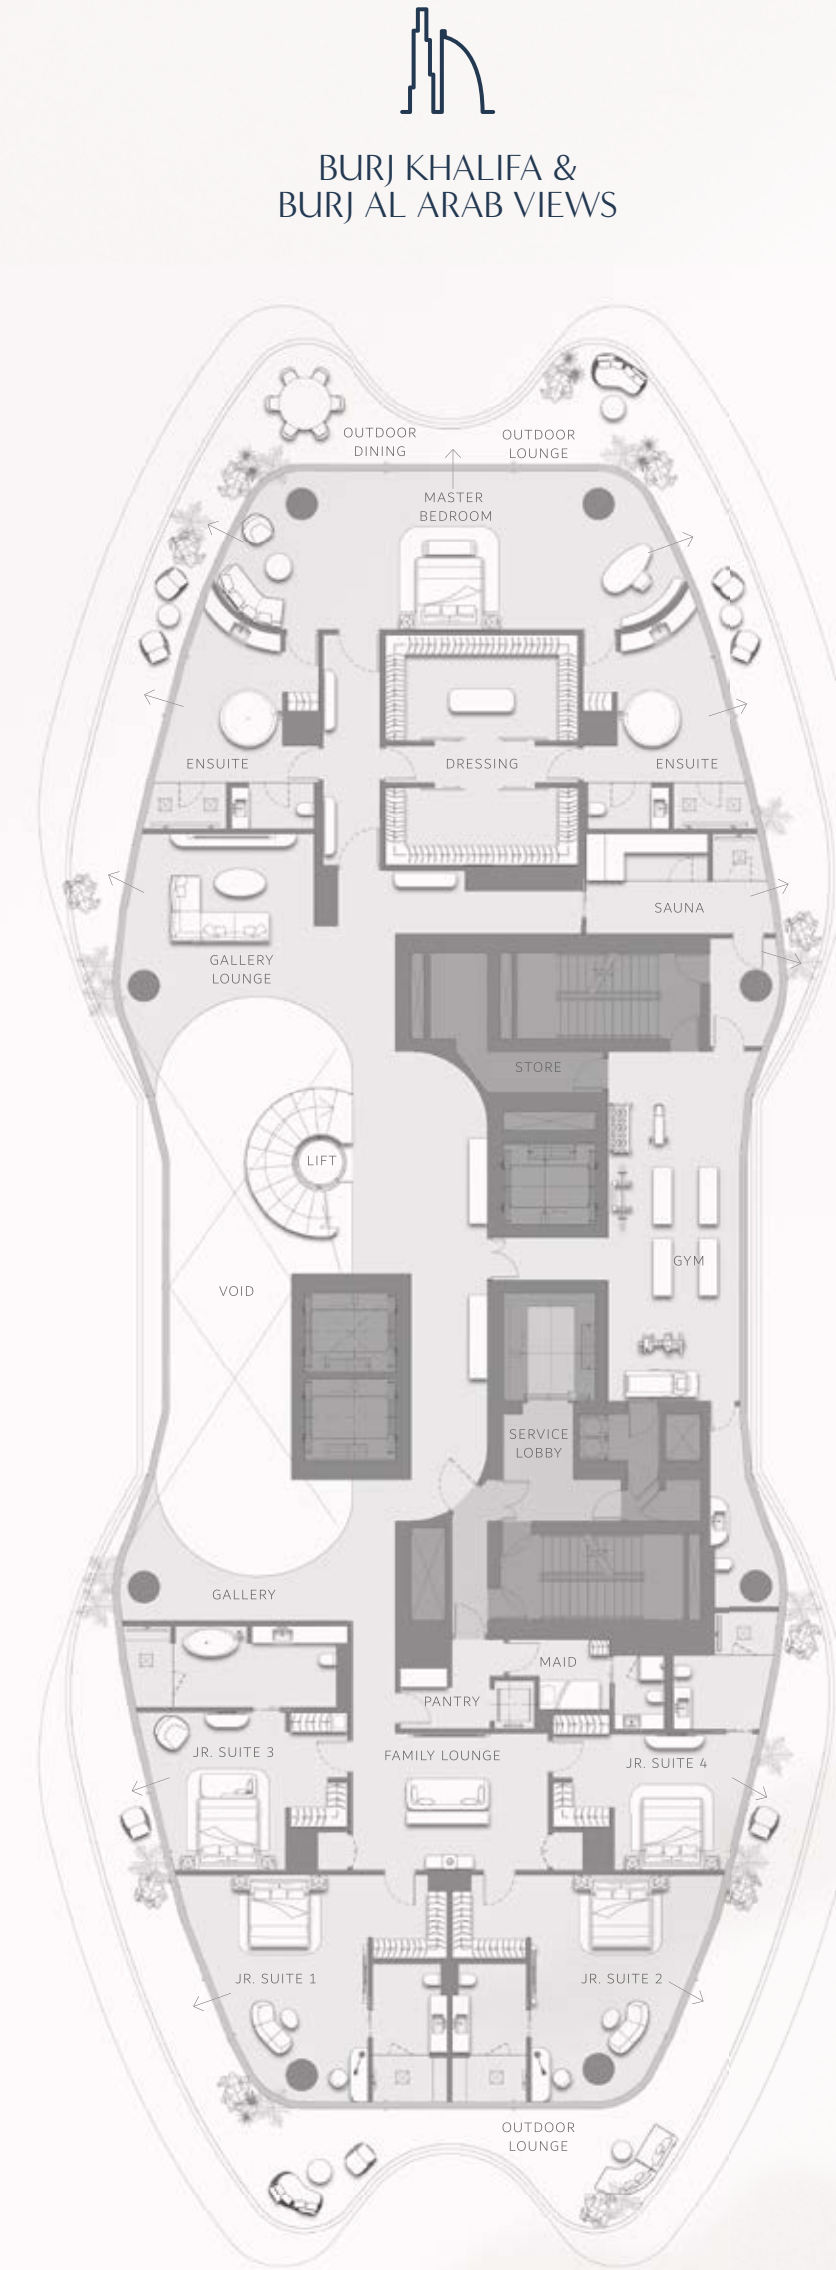 BURJ KHALIFA &
BURJ AL ARAB VIEWS
OUTDOOR
DINING
OUTDOOR
LOUNGE
MASTER
BEDROOM
ENSUITE
DRESSING
ENSUITE
SAUNA
GALLERY
LOUNGE
STORE
LIFT
GYM
VOID
SERVICE
LOBBY
GALLERY
MAID
PANTRY
JR. SUITE 3
FAMILY LOUNGE
JR. SUITE 4
JR. SUITE 1
JR. SUITE 2
OUTDOOR
LOUNGE